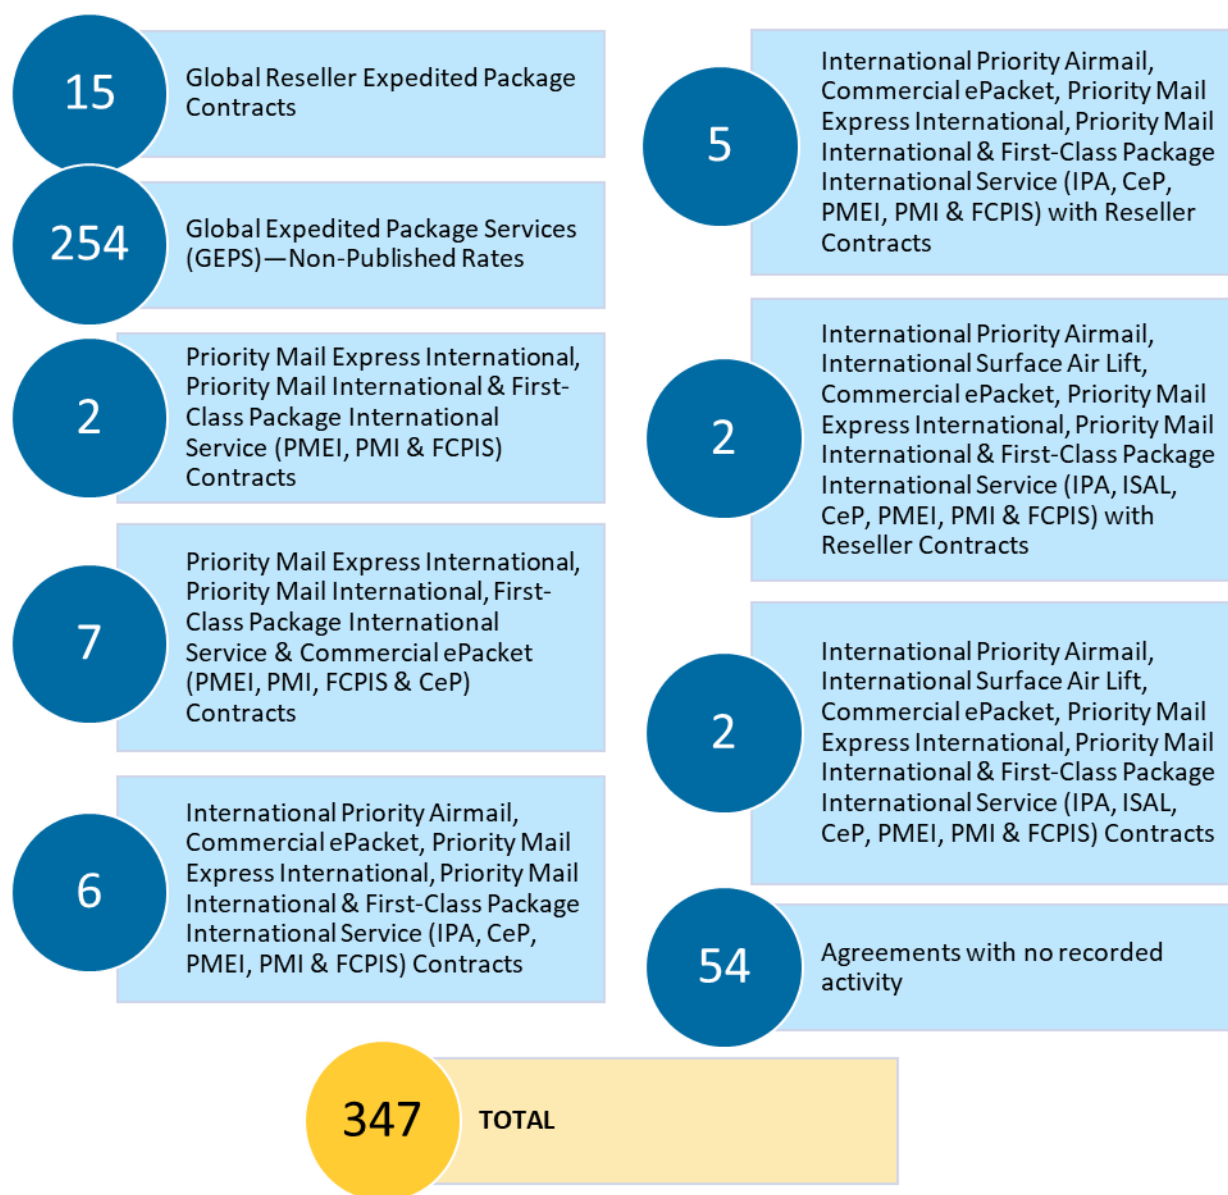 15
Global Reseller Expedited Package
Contracts
254
Global Expedited Package Services
(GEPS)—Non-Published Rates
2
Priority Mail Express International,
Priority Mail International & First-
Class Package International
Service (PMEI, PMI & FCPIS)
Contracts
7
Priority Mail Express International,
Priority Mail International, First-
Class Package International
Service & Commercial ePacket
(PMEI, PMI, FCPIS & CeP)
Contracts
6
International Priority Airmail,
Commercial ePacket, Priority Mail
Express International, Priority Mail
International & First-Class Package
International Service (IPA, CeP,
PMEI, PMI & FCPIS) Contracts
5
International Priority Airmail,
Commercial ePacket, Priority Mail
Express International, Priority Mail
International & First-Class Package
International Service (IPA, CeP,
PMEI, PMI & FCPIS) with Reseller
Contracts
2
International Priority Airmail,
International Surface Air Lift,
Commercial ePacket, Priority Mail
Express International, Priority Mail
International & First-Class Package
International Service (IPA, ISAL,
CeP, PMEI, PMI & FCPIS) with
Reseller Contracts
2
International Priority Airmail,
International Surface Air Lift,
Commercial ePacket, Priority Mail
Express International, Priority Mail
International & First-Class Package
International Service (IPA, ISAL,
CeP, PMEI, PMI & FCPIS) Contracts
54
Agreements with no recorded
activity
347
TOTAL